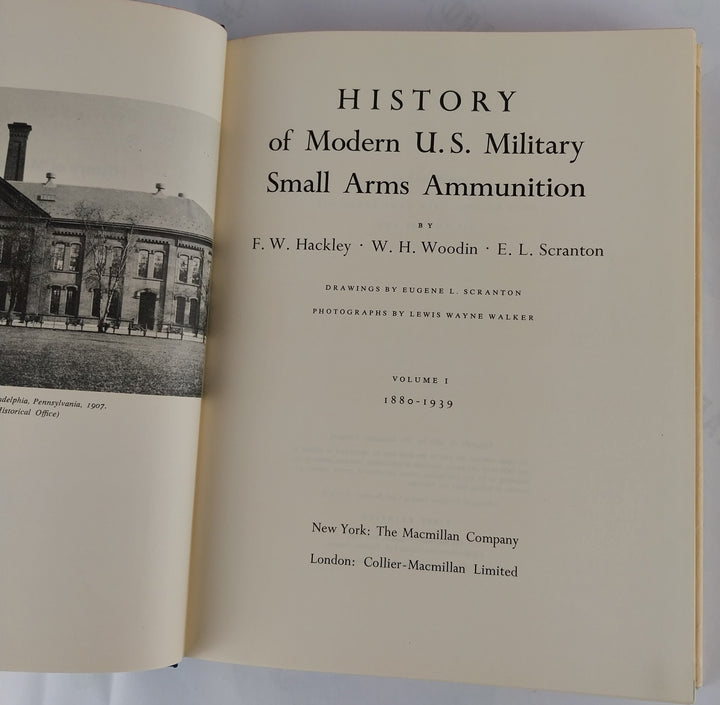 adelphia, Pennsylvania, 1907.
Historical Office)
HISTORY
of Modern U.S. Military
Small Arms Ammunition
BY
F. W. Hackley · W. H. Woodin · E. L. Scranton
DRAWINGS BY EUGENE L. SCRANTON
PHOTOGRAPHS BY LEWIS WAYNE WALKER
VOLUME I
1880-1939
New York: The Macmillan Company
London: Collier-Macmillan Limited